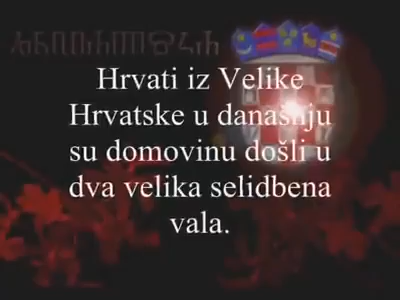 Hrvati iz Velike
Hrvatske u današnju
su domovinu došli u
dva velika selidbena
vala.